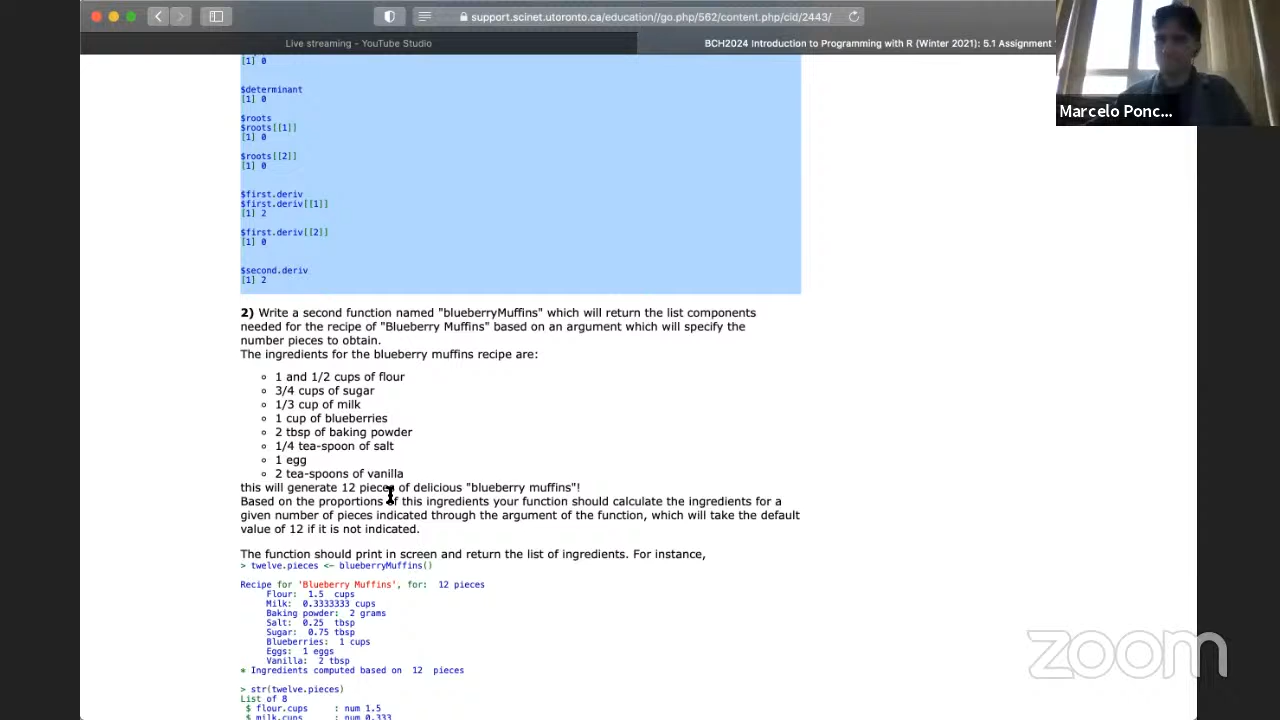 support.scinet.utoronto.ca/education//go.php/562/content.php/cid/2443/
Live streaming - YouTube Studio
BCH2024 Introduction to Programming with R (Winter 2021): 5.1 Assignment
Marcelo Ponc...
[1] 0
$determinant
[1] 0
$roots
$roots[[1]]
[1] 0
$roots[[2]]
[1] 0
$first.deriv
$first.deriv[[1]]
[1] 2
$first.deriv[[2]]
[1] 0
$second.deriv
[1] 2
2) Write a second function named "blueberryMuffins" which will return the list components
needed for the recipe of "Blueberry Muffins" based on an argument which will specify the
number pieces to obtain.
The ingredients for the blueberry muffins recipe are:
1 and 1/2 cups of flour
3/4 cups of sugar
1/3 cup of milk
1 cup of blueberries
2 tbsp of baking powder
1/4 tea-spoon of salt
1 egg
2 tea-spoons of vanilla
this will generate 12 pieces of delicious "blueberry muffins"!
Based on the proportions of this ingredients your function should calculate the ingredients for a
given number of pieces indicated through the argument of the function, which will take the default
value of 12 if it is not indicated.
The function should print in screen and return the list of ingredients. For instance,
> twelve.pieces <- blueberryMuffins()
Recipe for 'Blueberry Muffins', for:  12 pieces
Flour:  1.5  cups
Milk:  0.3333333 cups
Baking powder:  2 grams
Salt:  0.25  tbsp
Sugar:  0.75 tbsp
Blueberries:  1 cups
Eggs:  1 eggs
Vanilla:  2 tbsp
* Ingredients computed based on  12  pieces
> str(twelve.pieces)
List of 8
$ flour.cups     : num 1.5
$ milk.cups      : num 0.333
zoom